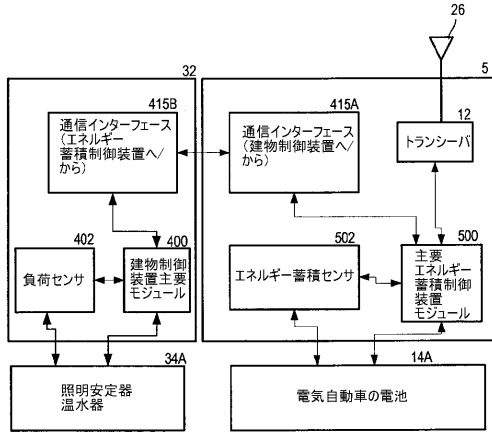 26
32
5
415B
通信インターフェース
(エネルギー
蓄積制御装置へ/
から)
415A
通信インターフェース
(建物制御装置へ/
から)
12
トランシーバ
402
負荷センサ
400
建物制御
装置主要
モジュール
502
エネルギー蓄積センサ
500
主要
エネルギー
蓄積制御
装置
モジュール
34A
照明安定器
温水器
14A
電気自動車の電池